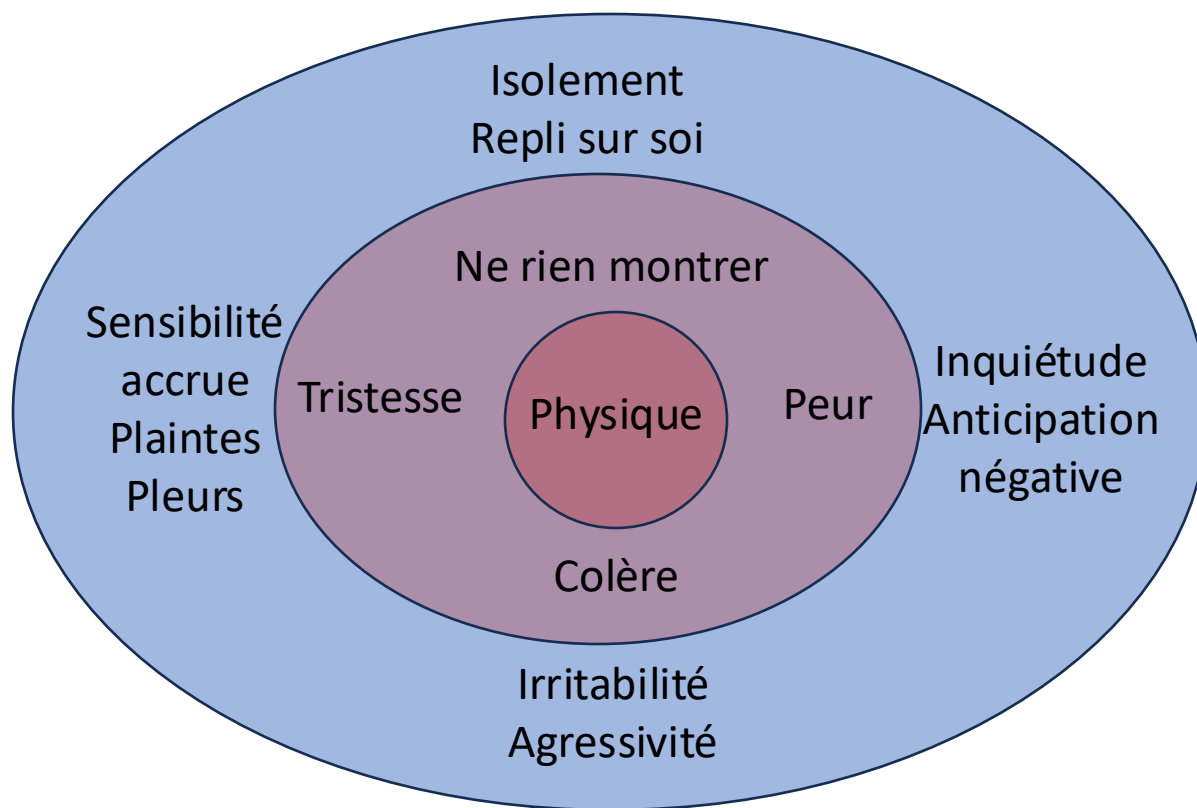 Isolement
Repli sur soi
Ne rien montrer
Sensibilité
accrue
Plaintes
Pleurs
Tristesse
Physique
Peur
Inquiétude
Anticipation
négative
Colère
Irritabilité
Agressivité